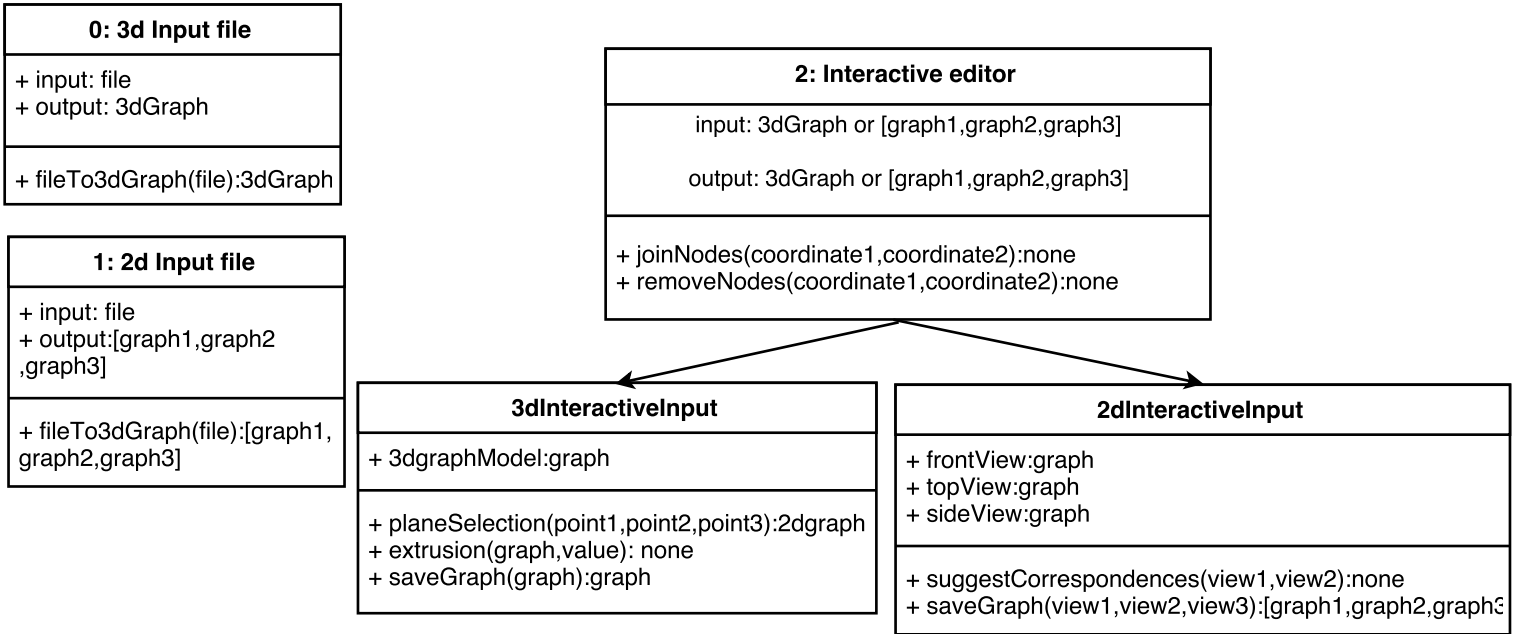 0: 3d Input file
+ input: file
+ output: 3dGraph
+ fileTo3dGraph(file):3dGraph
1: 2d Input file
+ input: file
+ output:[graph1,graph2
,graph3]
+ fileTo3dGraph(file):[graph1,
graph2,graph3]
2: Interactive editor
input: 3dGraph or [graph1,graph2,graph3]
output: 3dGraph or [graph1,graph2,graph3]
+ joinNodes(coordinate1,coordinate2):none
+ removeNodes(coordinate1,coordinate2):none
3dInteractiveInput
+ 3dgraphModel:graph
+ planeSelection(point1,point2,point3):2dgraph
+ extrusion(graph,value): none
+ saveGraph(graph):graph
2dInteractiveInput
+ frontView:graph
+ topView:graph
+ sideView:graph
+ suggestCorrespondences(view1,view2):none
+ saveGraph(view1,view2,view3):[graph1,graph2,graph3